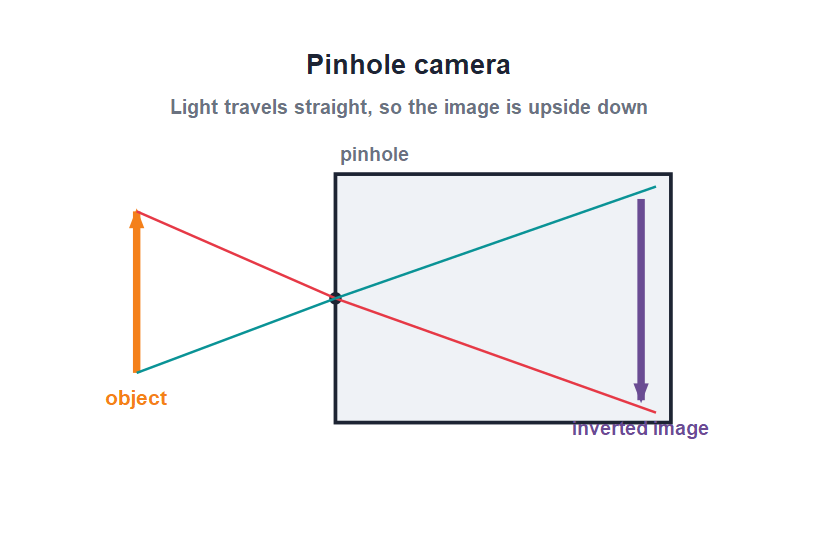 Pinhole camera
Light travels straight, so the image is upside down
pinhole
object
inverted image